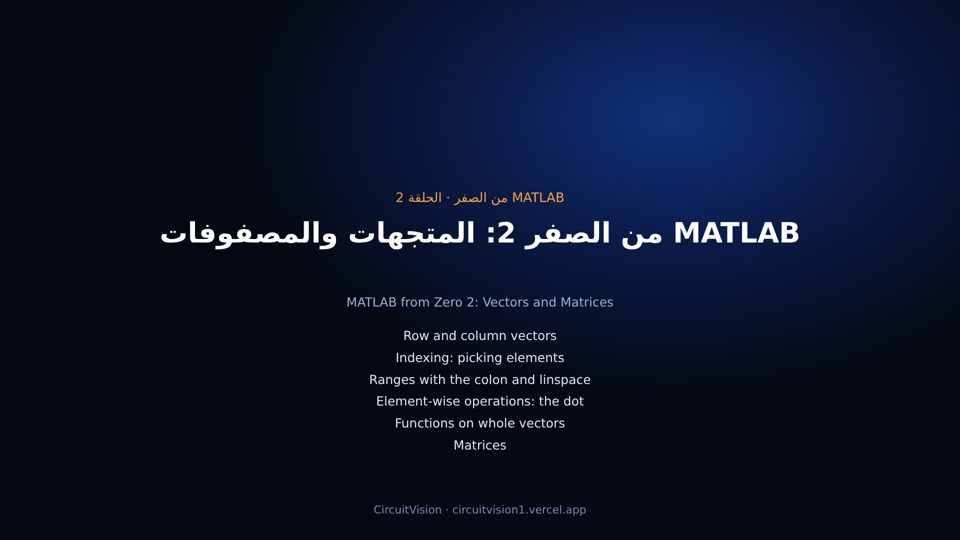 MATLAB من الصفر · الحلقة 2
MATLAB من الصفر 2: المتجهات والمصفوفات
MATLAB from Zero 2: Vectors and Matrices
Row and column vectors
Indexing: picking elements
Ranges with the colon and linspace
Element-wise operations: the dot
Functions on whole vectors
Matrices
CircuitVision · circuitvision1.vercel.app